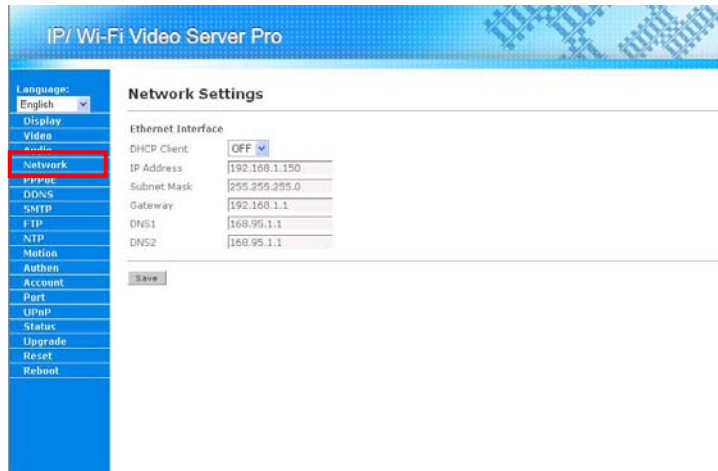 IP/ Wi-Fi Video Server Pro
Language:
English
Display
Video
Audio
Network
PPPoE
DDNS
SMTP
FTP
NTP
Motion
Authen
Account
Port
UPnP
Status
Upgrade
Reset
Reboot
Network Settings
Ethernet Interface
DHCP Client OFF
IP Address 192.168.1.150
Subnet Mask 255.255.255.0
Gateway 192.168.1.1
DNS1 168.95.1.1
DNS2 168.95.1.1
Save